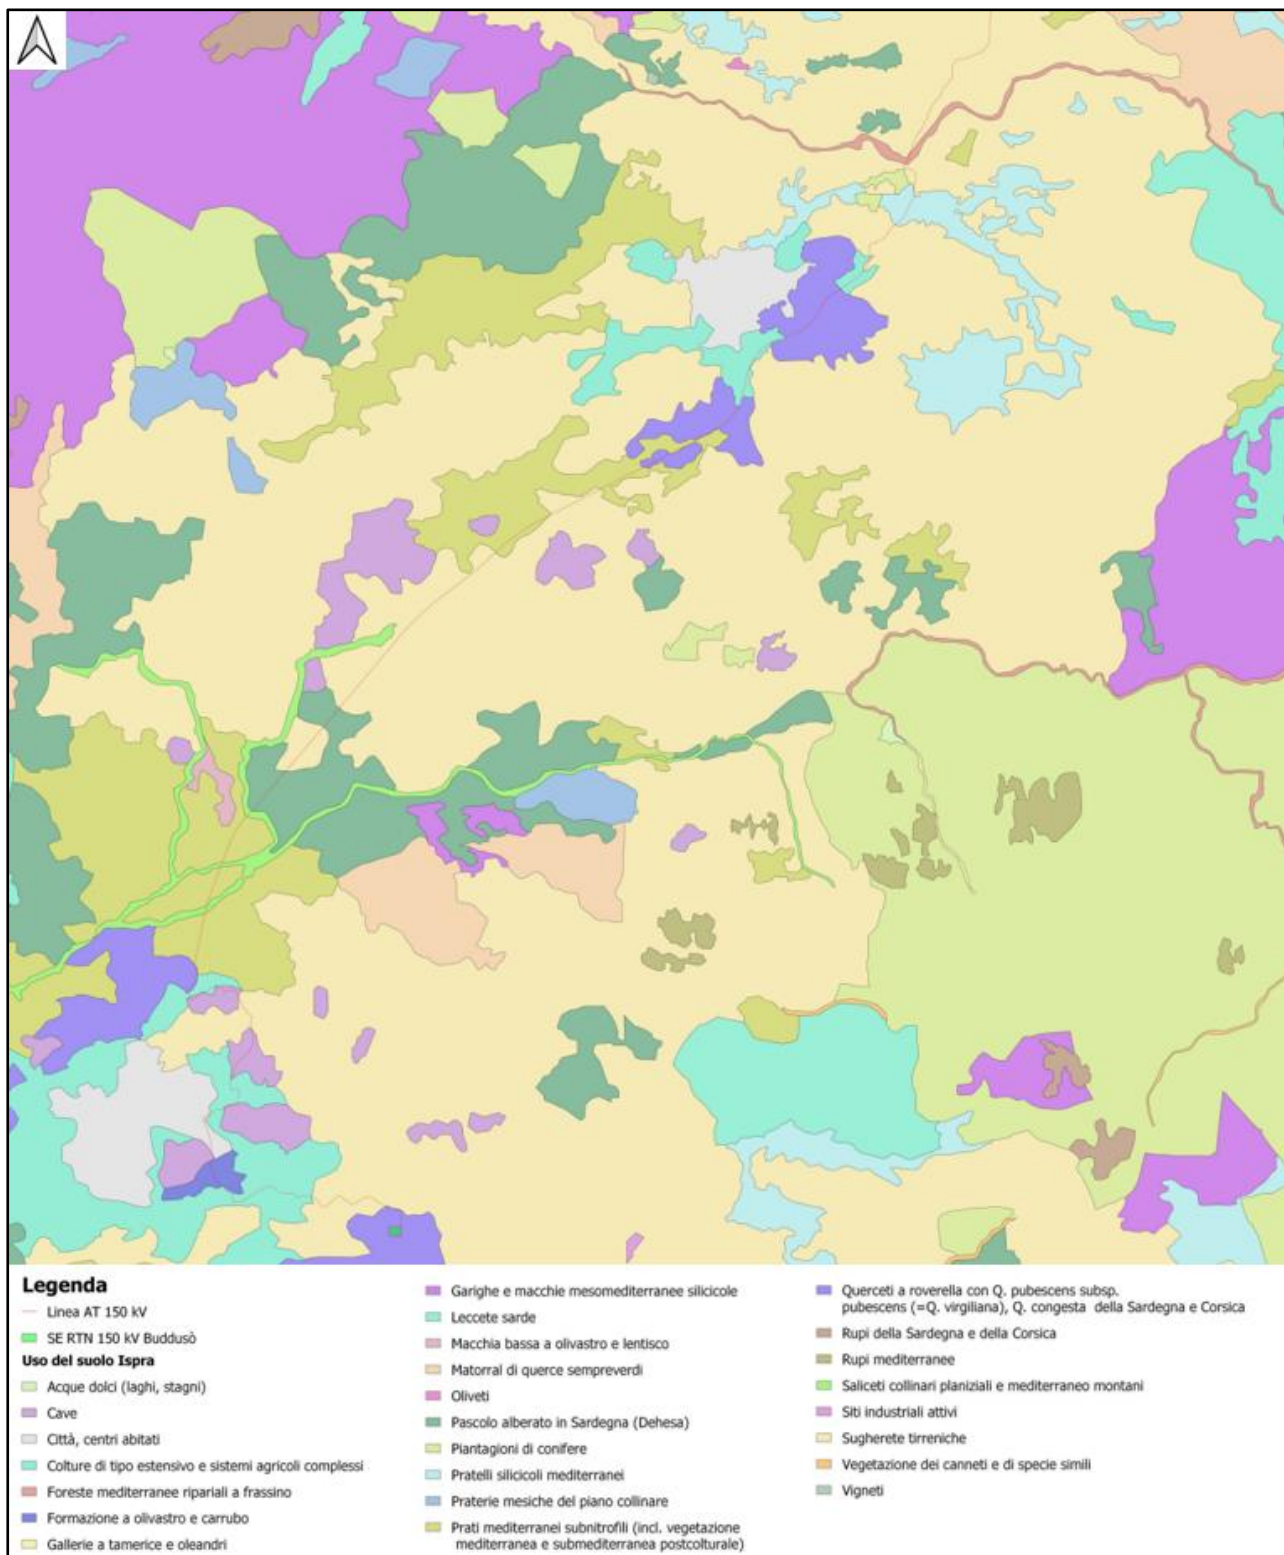 Legenda
Linea AT 150 kV
SE RTN 150 kV Buddusò
Uso del suolo Ispra
Acque dolci (laghi, stagni)
Cave
Città, centri abitati
Colture di tipo estensivo e sistemi agricoli complessi
Foreste mediterranee ripariali a frassino
Formazione a olivastro e carrubo
Gallerie a tamerice e oleandri
Garighe e macchie mesomediterranee silicicole
Leccete sarde
Macchia bassa a olivastro e lentisco
Matorral di querce sempreverdi
Oliveti
Pascolo alberato in Sardegna (Dehesa)
Piantagioni di conifere
Pratelli silicicoli mediterranei
Praterie mesiche del piano collinare
Prati mediterranei subnitrofili (incl. vegetazione
mediterranea e submediterranea postcolturale)
Querceti a roverella con Q. pubescens subsp.
pubescens (=Q. virgiliana), Q. congesta della Sardegna e Corsica
Rupi della Sardegna e della Corsica
Rupi mediterranee
Saliceti collinari planiziali e mediterraneo montani
Siti industriali attivi
Sugherete tirreniche
Vegetazione dei canneti e di specie simili
Vigneti